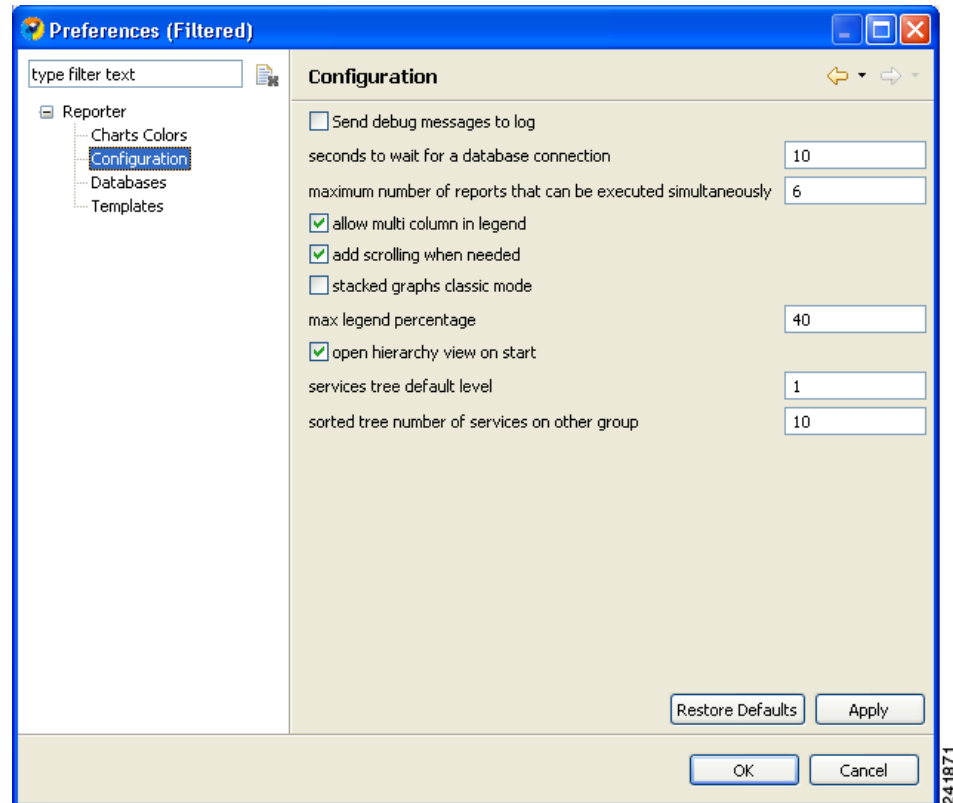 Preferences (Filtered)
type filter text
Reporter
Charts Colors
Configuration
Databases
Templates
Configuration
Send debug messages to log
seconds to wait for a database connection 10
maximum number of reports that can be executed simultaneously 6
allow multi column in legend
add scrolling when needed
stacked graphs classic mode
max legend percentage 40
open hierarchy view on start
services tree default level 1
sorted tree number of services on other group 10
Restore Defaults Apply
OK Cancel
241871